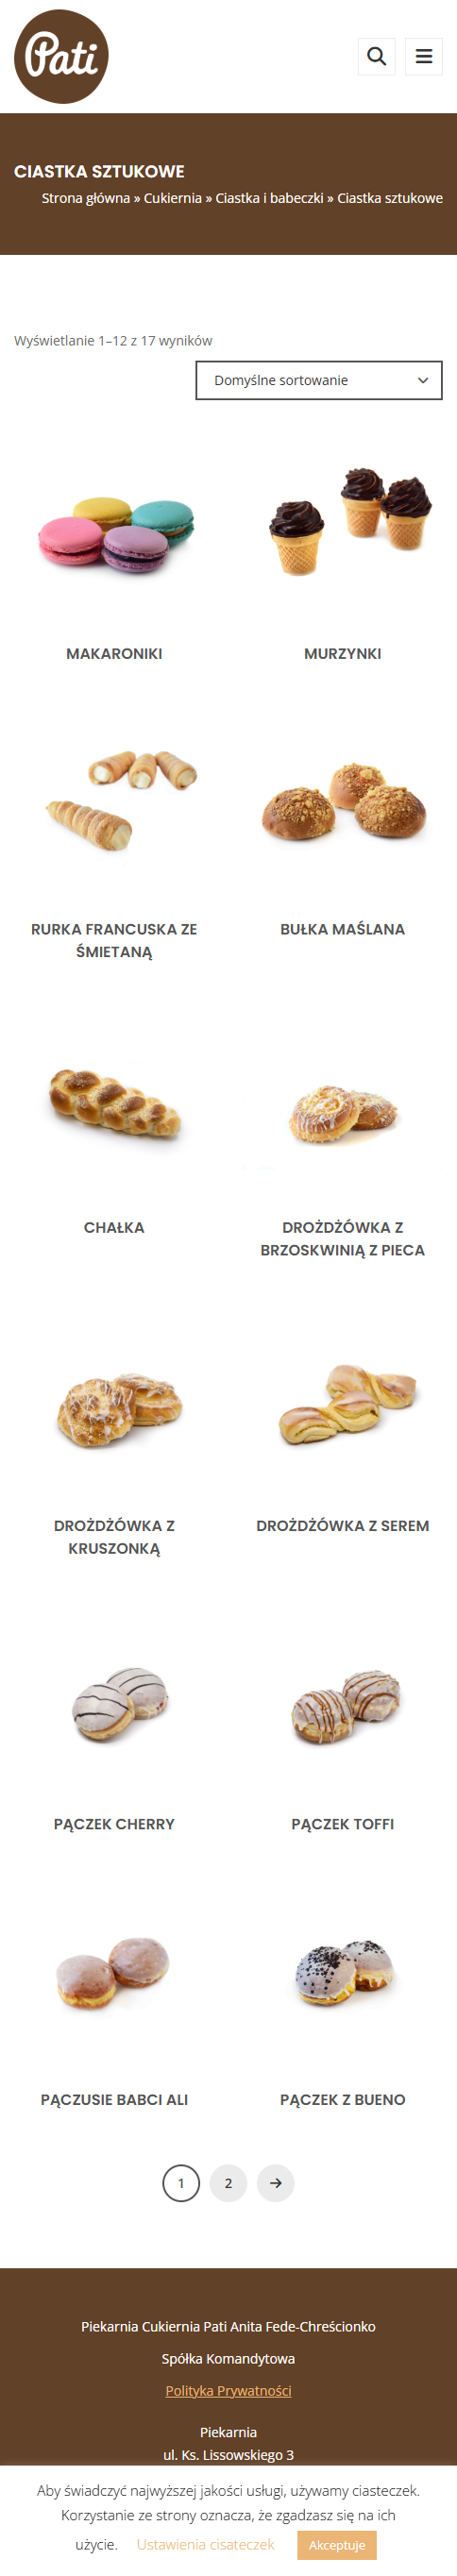 Pati
CIASTKA SZTUKOWE
Strona główna » Cukiernia » Ciastka i babeczki » Ciastka sztukowe
Wyświetlanie 1–12 z 17 wyników
Domyślne sortowanie
MAKARONIKI
MURZYNKI
RURKA FRANCUSKA ZE
ŚMIETANĄ
BUŁKA MAŚLANA
CHAŁKA
DROŻDŻÓWKA Z
BRZOSKWINIĄ Z PIECA
DROŻDŻÓWKA Z
KRUSZONKĄ
DROŻDŻÓWKA Z SEREM
PĄCZEK CHERRY
PĄCZEK TOFFI
PĄCZUSIE BABCI ALI
PĄCZEK Z BUENO
1 2 →
Piekarnia Cukiernia Pati Anita Fede-Chreścionko
Spółka Komandytowa
Polityka Prywatności
Piekarnia
ul. Ks. Lissowskiego 3
Aby świadczyć najwyższej jakości usługi, używamy ciasteczek.
Korzystanie ze strony oznacza, że zgadzasz się na ich
użycie. Ustawienia cisateczek Akceptuje